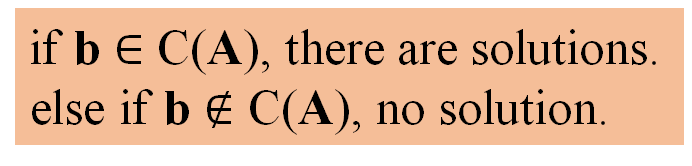 if b ∈ C(A), there are solutions.
else if b ∉ C(A), no solution.